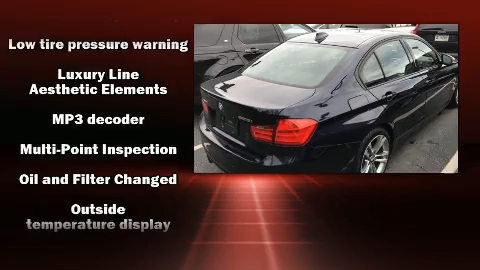 Low tire pressure warning
Luxury Line
Aesthetic Elements
MP3 decoder
Multi-Point Inspection
Oil and Filter Changed
Outside
temperature display